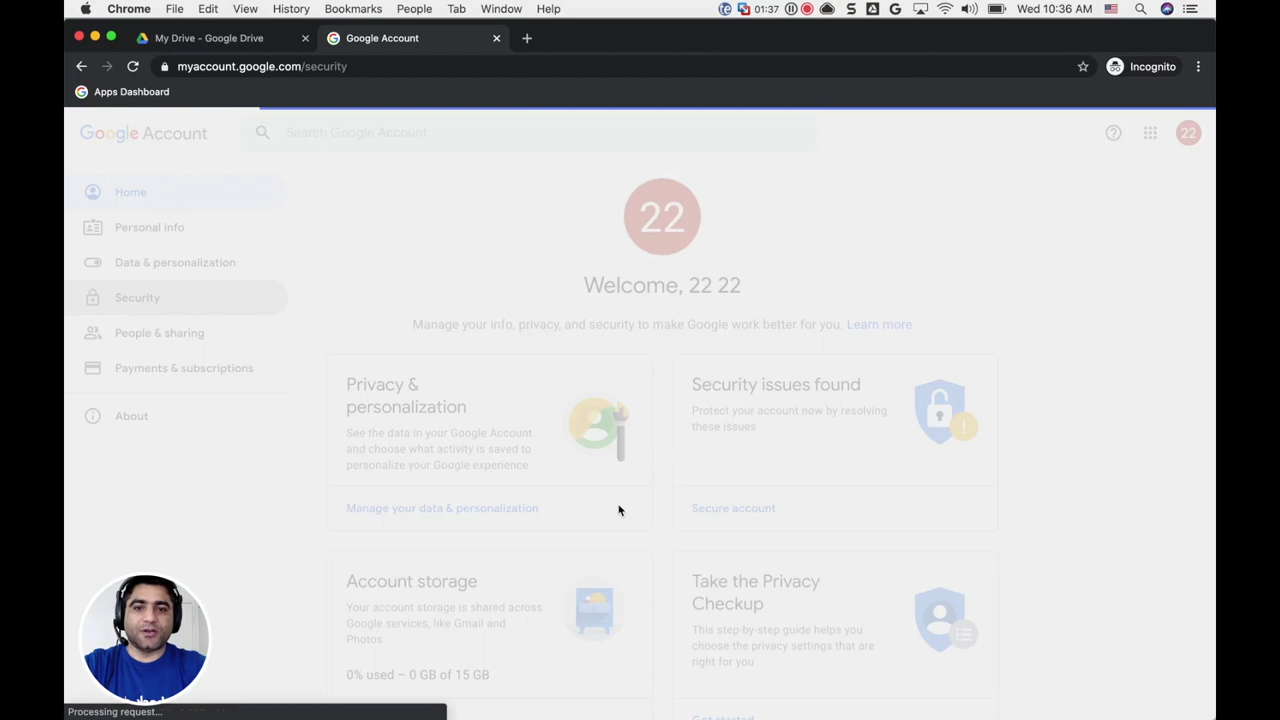 Chrome File Edit View History Bookmarks People Tab Window Help 01:37 Wed 10:36 AM
My Drive - Google Drive Google Account
myaccount.google.com/security Incognito
Apps Dashboard
Google Account Search Google Account 22
Home
Personal info
Data & personalization
Security
People & sharing
Payments & subscriptions
About
22
Welcome, 22 22
Manage your info, privacy, and security to make Google work better for you. Learn more
Privacy &
personalization
See the data in your Google Account
and choose what activity is saved to
personalize your Google experience
Manage your data & personalization
Security issues found
Protect your account now by resolving
these issues
Secure account
Account storage
Your account storage is shared across
Google services, like Gmail and
Photos
0% used – 0 GB of 15 GB
Take the Privacy
Checkup
This step-by-step guide helps you
choose the privacy settings that are
right for you
Get started
Processing request...